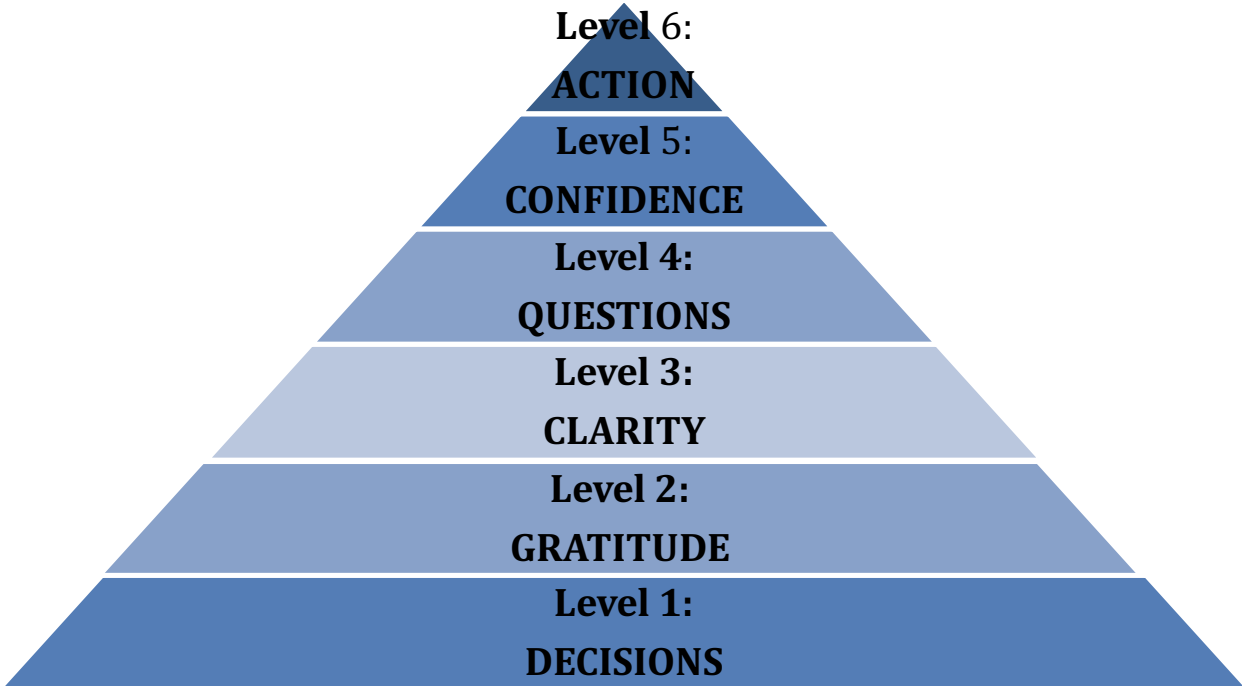 Level 6:
ACTION
Level 5:
CONFIDENCE
Level 4:
QUESTIONS
Level 3:
CLARITY
Level 2:
GRATITUDE
Level 1:
DECISIONS